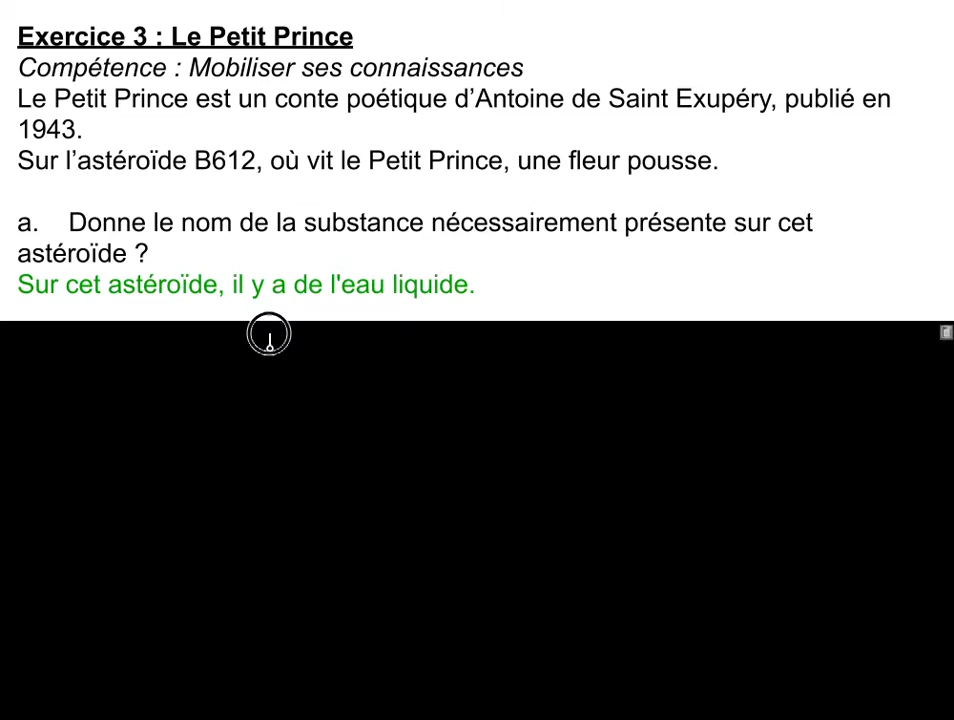 Exercice 3 : Le Petit Prince
Compétence : Mobiliser ses connaissances
Le Petit Prince est un conte poétique d’Antoine de Saint Exupéry, publié en
1943.
Sur l’astéroïde B612, où vit le Petit Prince, une fleur pousse.
a. Donne le nom de la substance nécessairement présente sur cet
astéroïde ?
Sur cet astéroïde, il y a de l'eau liquide.